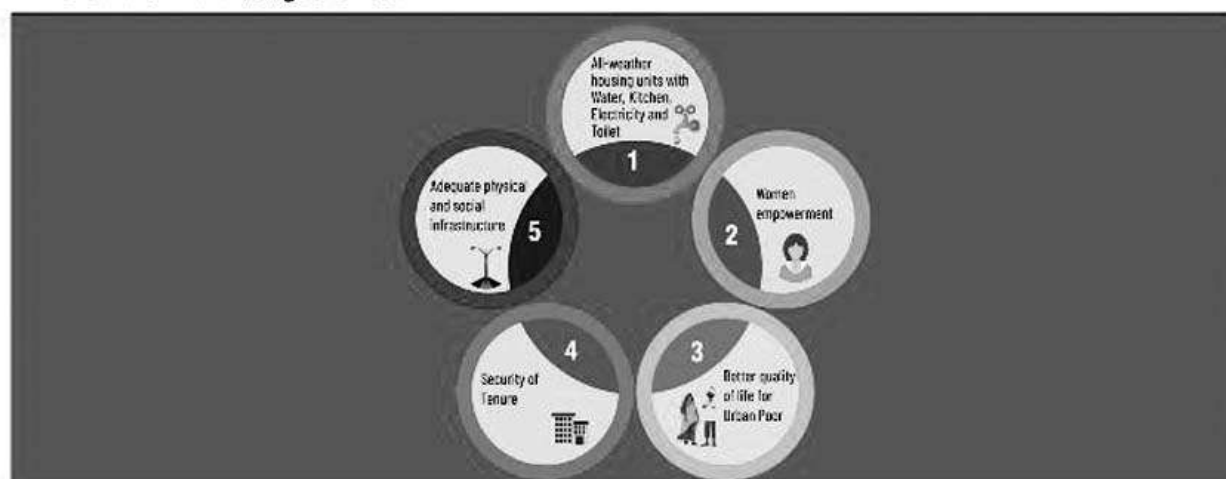 All-weather
housing units with
Water, Kitchen,
Electricity and
Toilet
1
Women
empowerment
2
3
Better quality
of life for
Urban Poor
4
Security of
Tenure
Adequate physical
and social
infrastructure
5